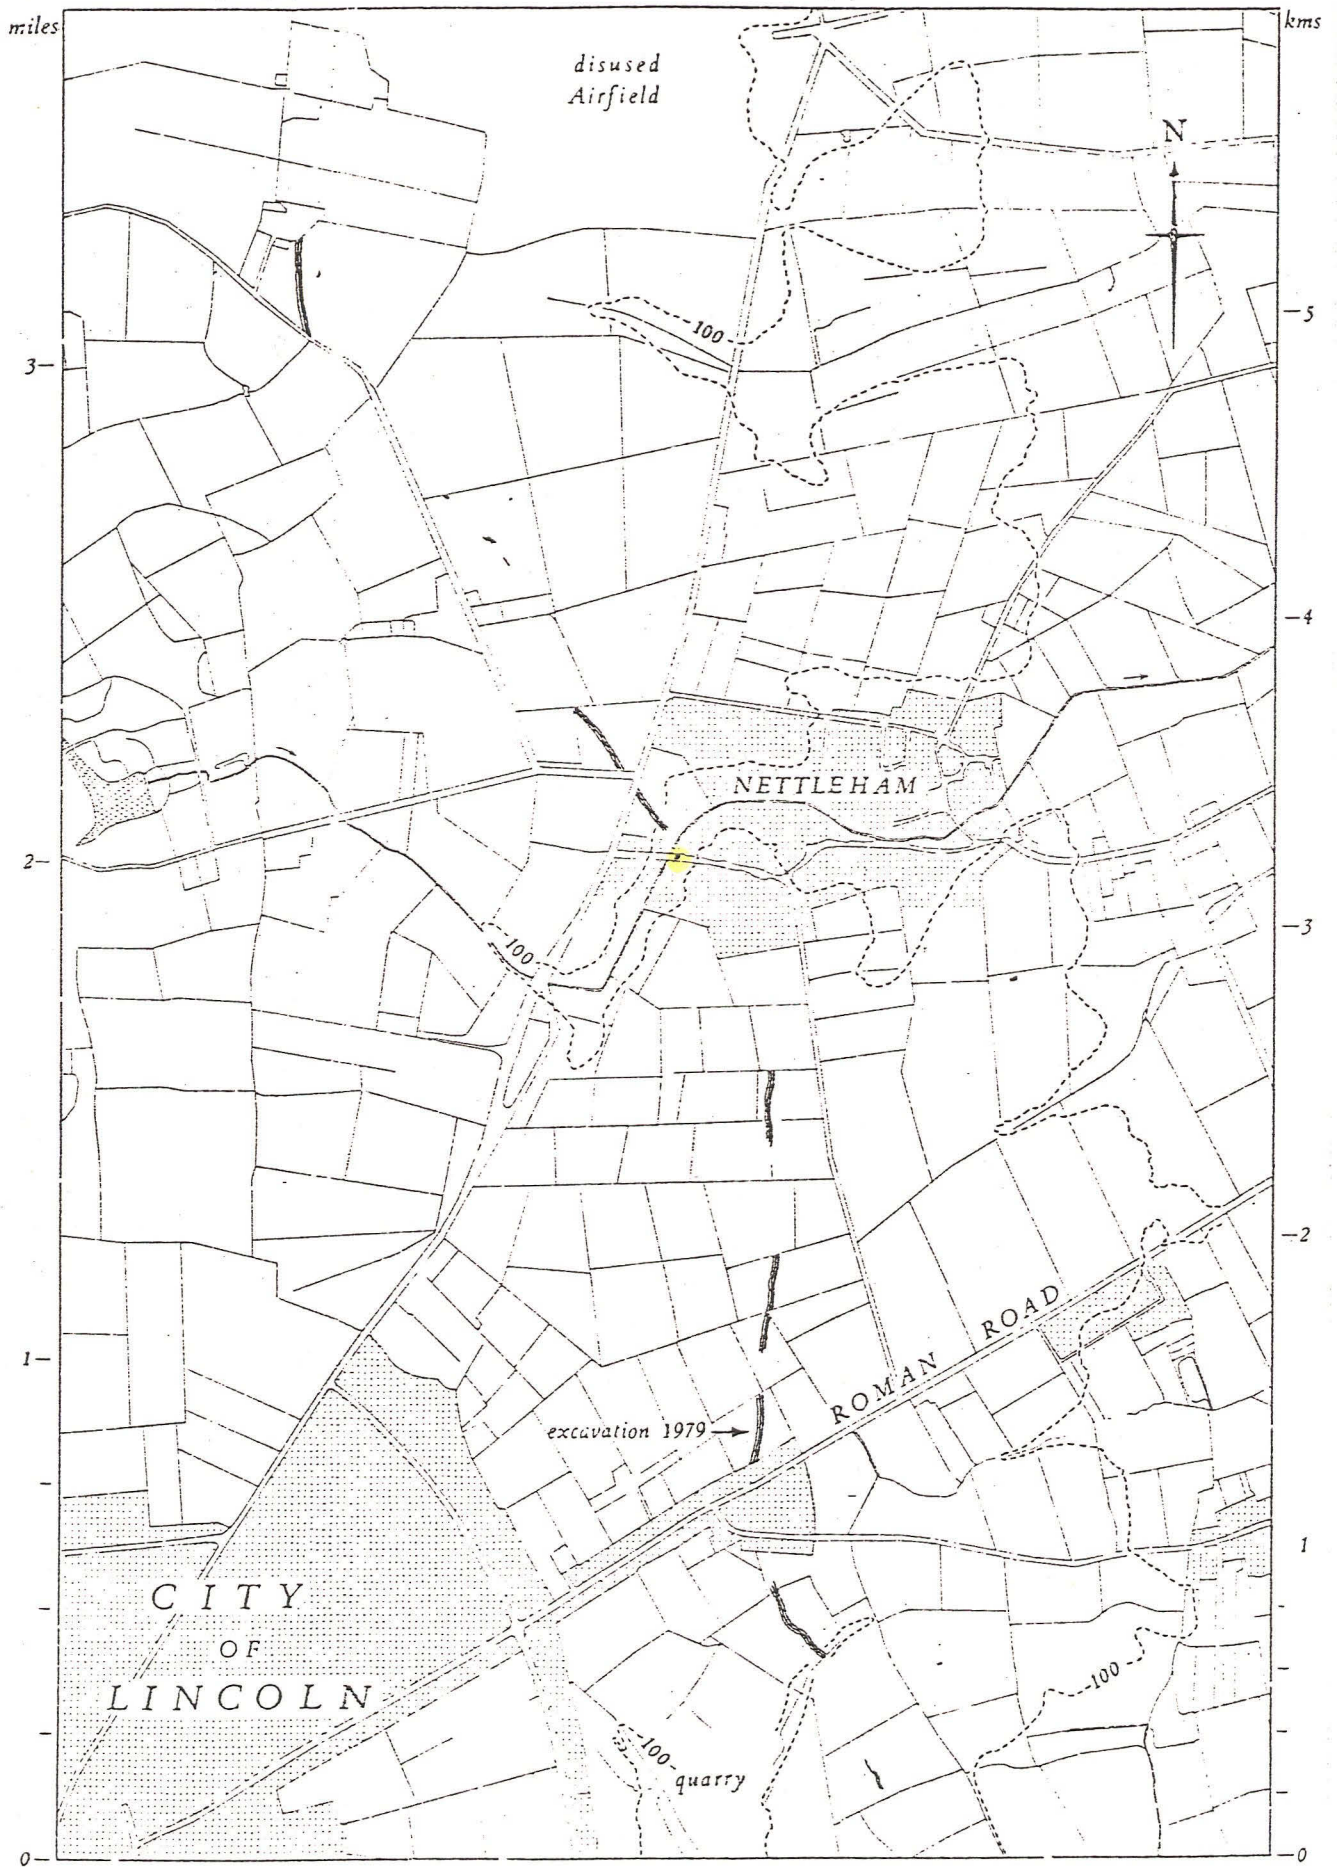 miles
kms
disused
Airfield
N
100
5
3
4
NETTLEHAM
2
3
100
2
ROMAN ROAD
1
excavation 1979
1
CITY
OF
LINCOLN
100
100
quarry
0
0